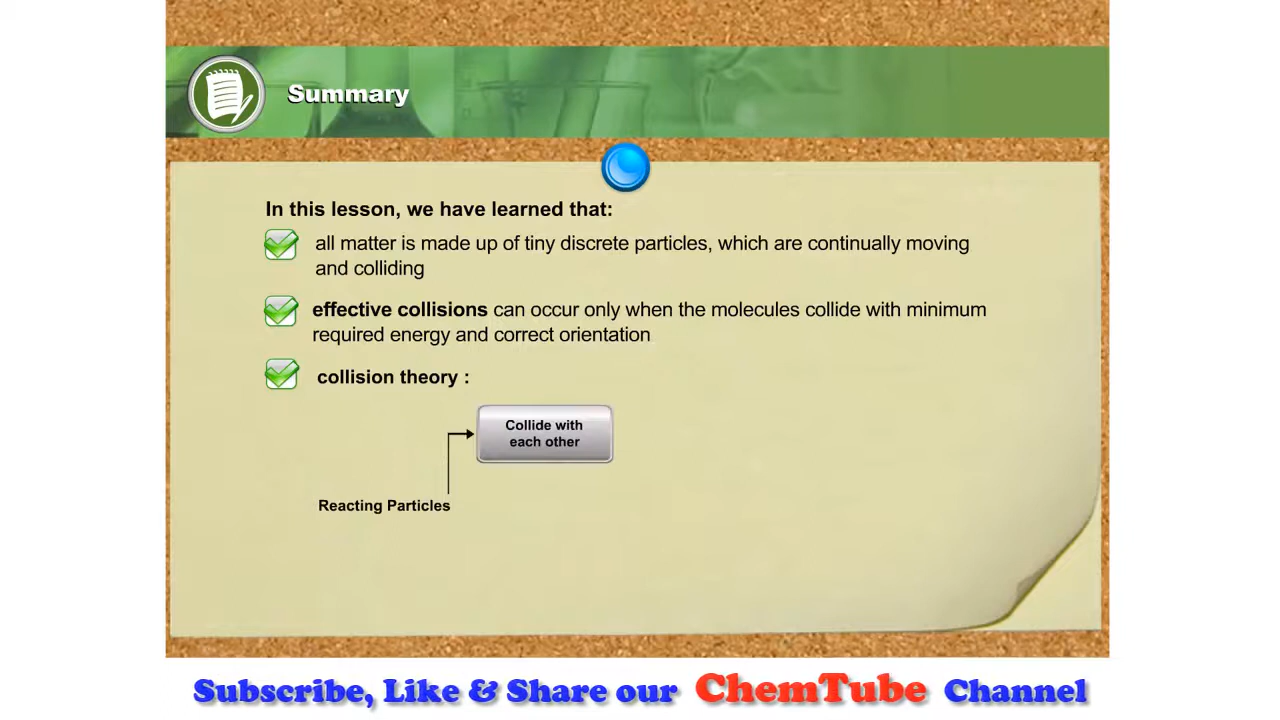 Summary
In this lesson, we have learned that:
all matter is made up of tiny discrete particles, which are continually moving
and colliding
effective collisions can occur only when the molecules collide with minimum
required energy and correct orientation
collision theory :
Collide with
each other
Reacting Particles
Subscribe, Like & Share our ChemTube Channel